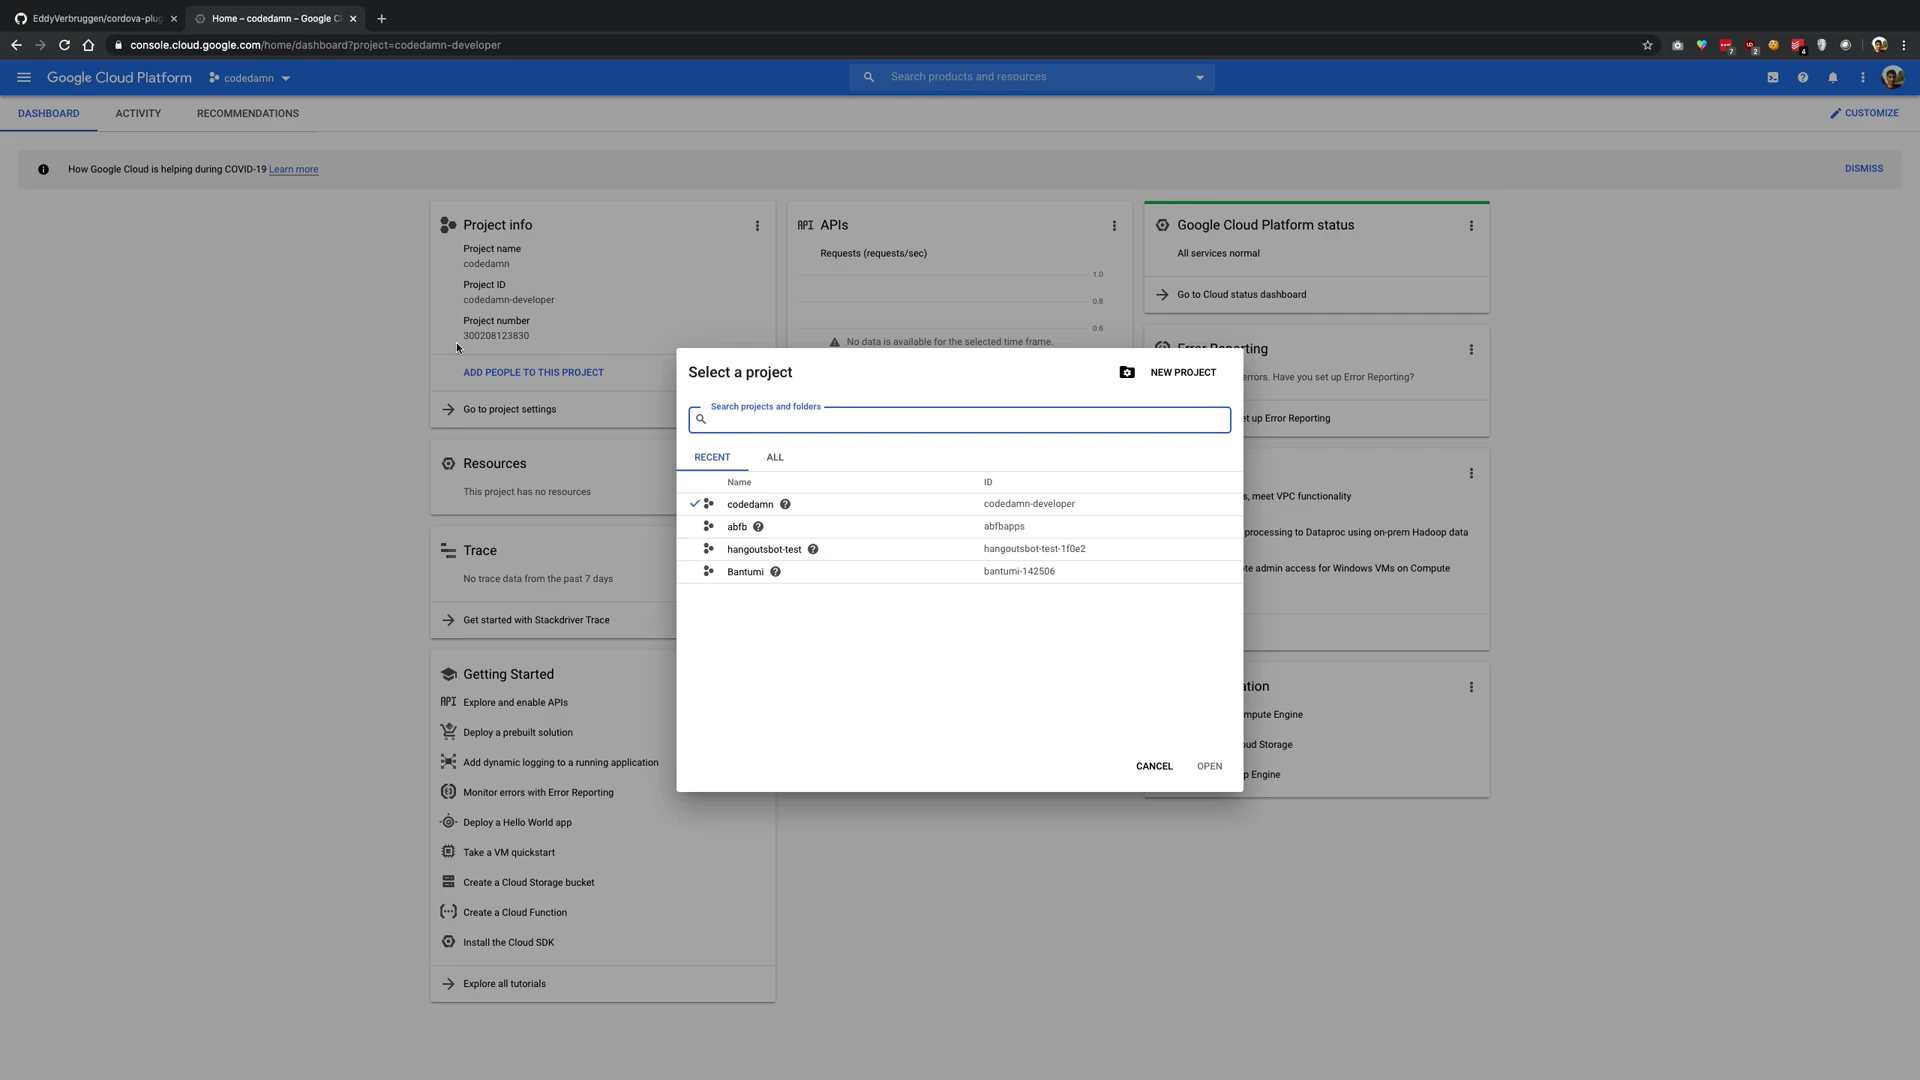 EddyVerbruggen/cordova-plug
Home – codedamn – Google Cl
console.cloud.google.com/home/dashboard?project=codedamn-developer
7
2
4
Google Cloud Platform
codedamn
Search products and resources
DASHBOARD
ACTIVITY
RECOMMENDATIONS
CUSTOMIZE
How Google Cloud is helping during COVID-19 Learn more
DISMISS
Project info
Project name
codedamn
Project ID
codedamn-developer
Project number
300208123830
ADD PEOPLE TO THIS PROJECT
Go to project settings
Resources
This project has no resources
Trace
No trace data from the past 7 days
Get started with Stackdriver Trace
Getting Started
API Explore and enable APIs
Deploy a prebuilt solution
Add dynamic logging to a running application
Monitor errors with Error Reporting
Deploy a Hello World app
Take a VM quickstart
Create a Cloud Storage bucket
Create a Cloud Function
Install the Cloud SDK
Explore all tutorials
API APIs
Requests (requests/sec)
1.0
0.8
0.6
No data is available for the selected time frame.
Select a project
NEW PROJECT
Search projects and folders
RECENT
ALL
Name
ID
codedamn
codedamn-developer
abfb
abfbapps
hangoutsbot-test
hangoutsbot-test-1f0e2
Bantumi
bantumi-142506
CANCEL
OPEN
Google Cloud Platform status
All services normal
Go to Cloud status dashboard
Error Reporting
errors. Have you set up Error Reporting?
et up Error Reporting
s, meet VPC functionality
processing to Dataproc using on-prem Hadoop data
te admin access for Windows VMs on Compute
ation
mpute Engine
oud Storage
p Engine